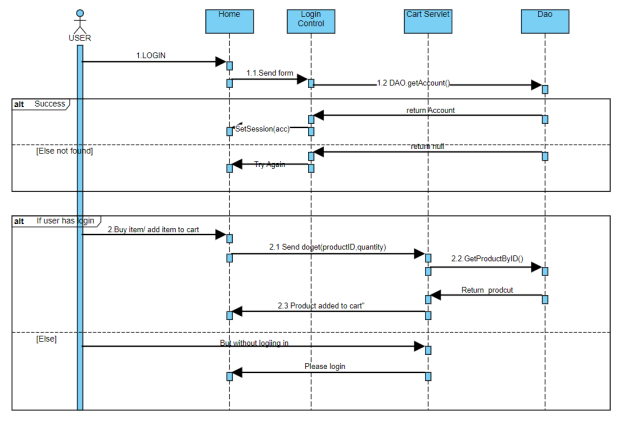 Home
Login
Control
Cart Servlet
Dao
USER
1.LOGIN
1.1.Send form
1.2 DAO.getAccount()
alt Success
return Account
SetSession(acc)
[Else not found]
return null
Try Again
alt If user has login
2.Buy item/ add item to cart
2.1 Send doget(productID,quantity)
2.2.GetProductByID()
Return prodcut
2.3 Product added to cart"
[Else]
But without logiing in
Please login